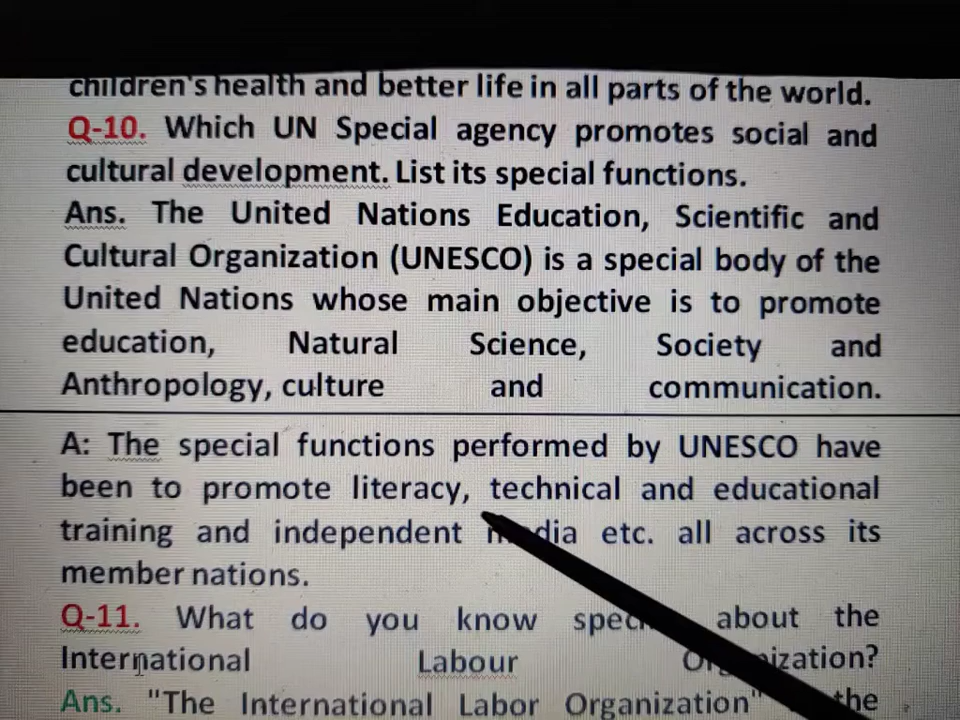 children's health and better life in all parts of the world.
Q-10. Which UN Special agency promotes social and
cultural development. List its special functions.
Ans. The United Nations Education, Scientific and
Cultural Organization (UNESCO) is a special body of the
United Nations whose main objective is to promote
education, Natural Science, Society and
Anthropology, culture and communication.
A: The special functions performed by UNESCO have
been to promote literacy, technical and educational
training and independent etc. all across its
member nations.
Q-11. What do you know about the
International Labour
Ans. "The International Labor Organization" the